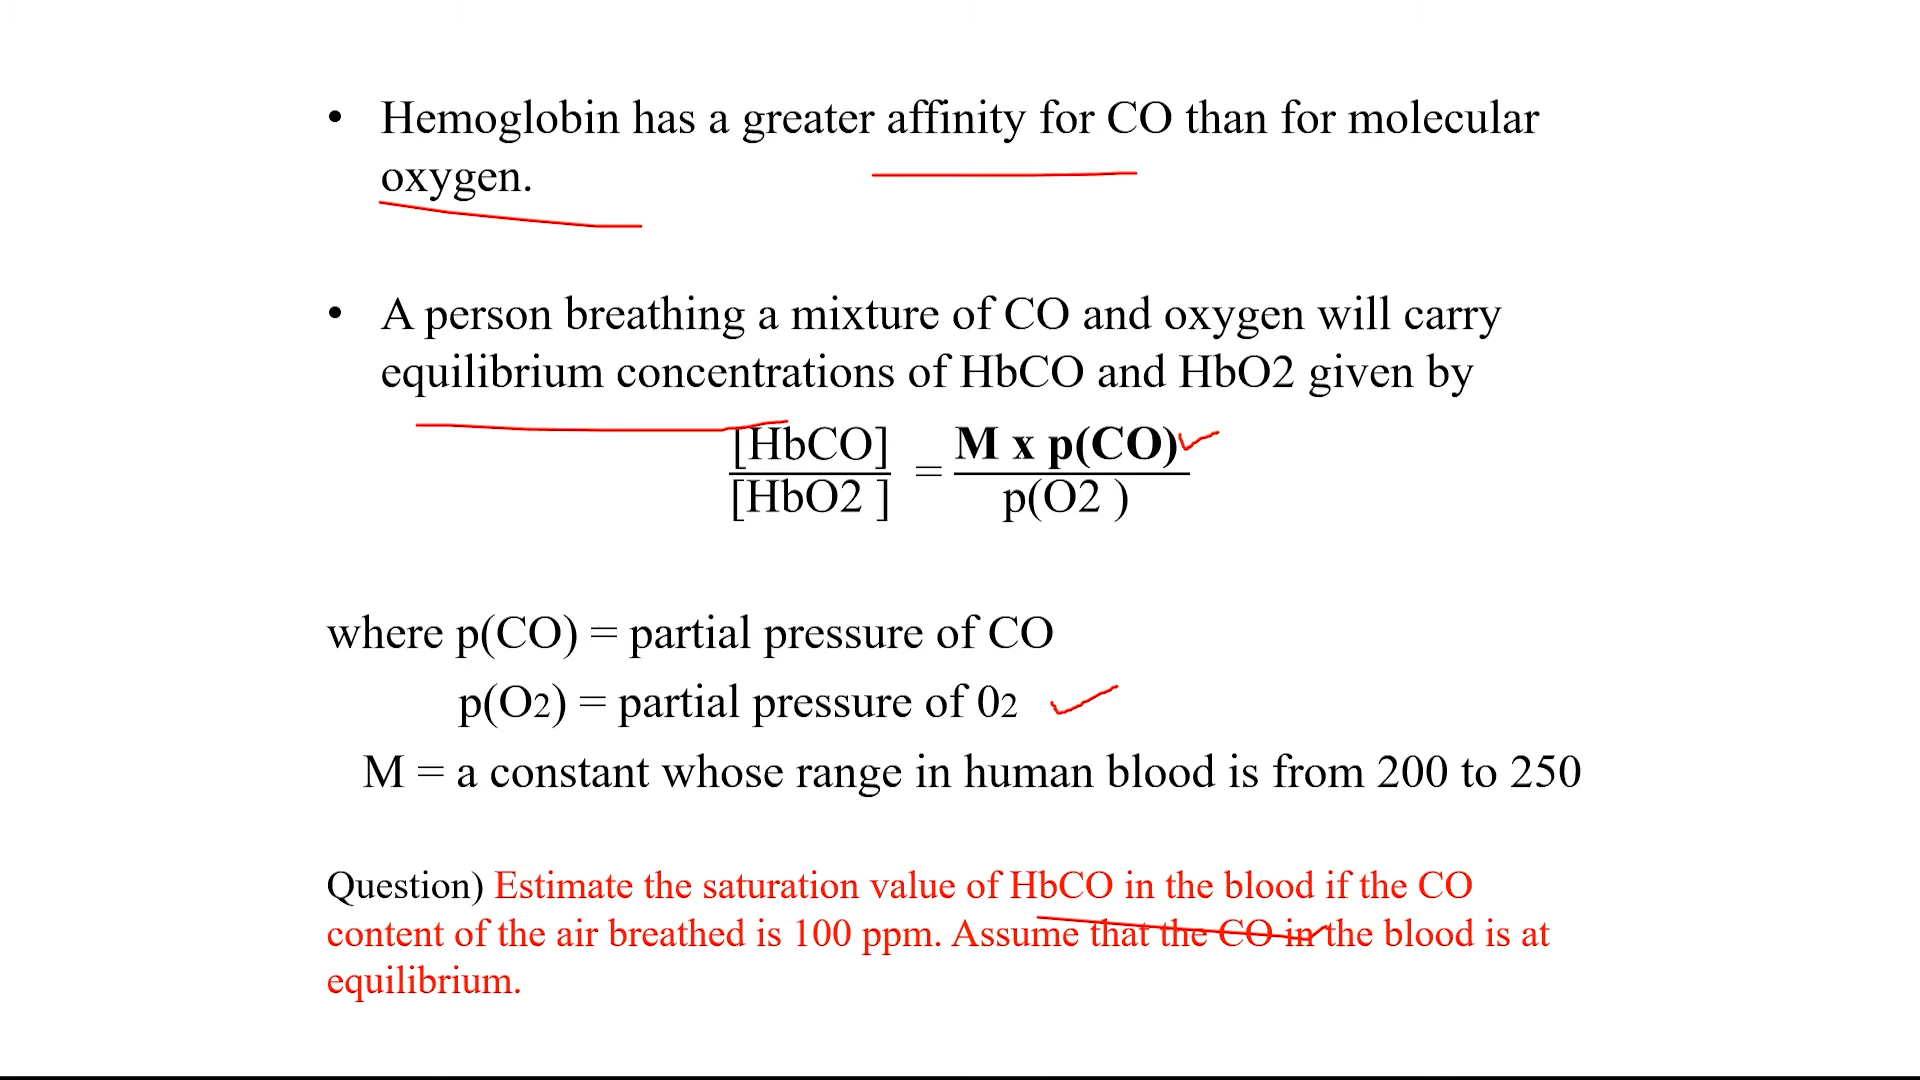 • Hemoglobin has a greater affinity for CO than for molecular
oxygen.
• A person breathing a mixture of CO and oxygen will carry
equilibrium concentrations of HbCO and HbO2 given by
[HbCO] = M x p(CO)
[HbO2 ] p(O2 )
where p(CO) = partial pressure of CO
p(O2) = partial pressure of 02
M = a constant whose range in human blood is from 200 to 250
Question) Estimate the saturation value of HbCO in the blood if the CO
content of the air breathed is 100 ppm. Assume that the CO in the blood is at
equilibrium.